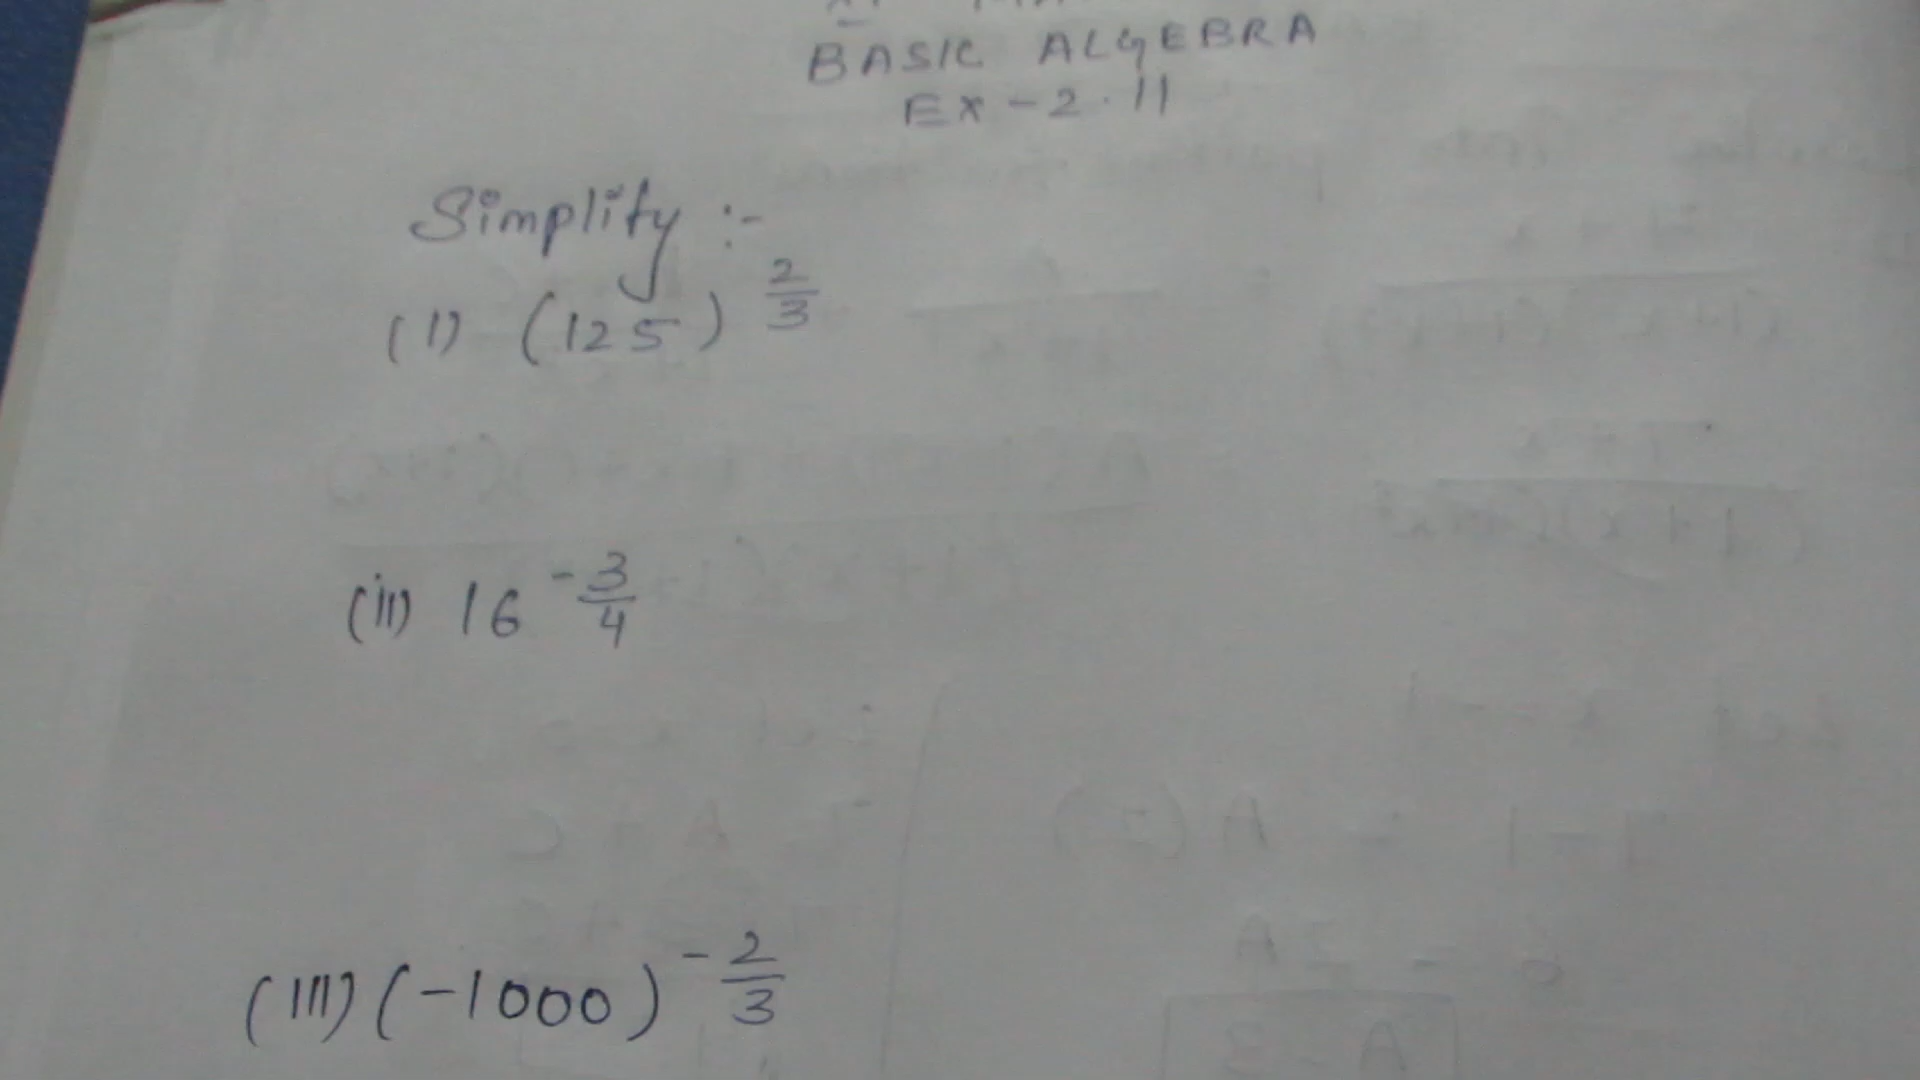 BASIC ALGEBRA
Ex - 2.11
Simplify :-
(i) (125)^(2/3)
(ii) 16^(-3/4)
(iii) (-1000)^(-2/3)